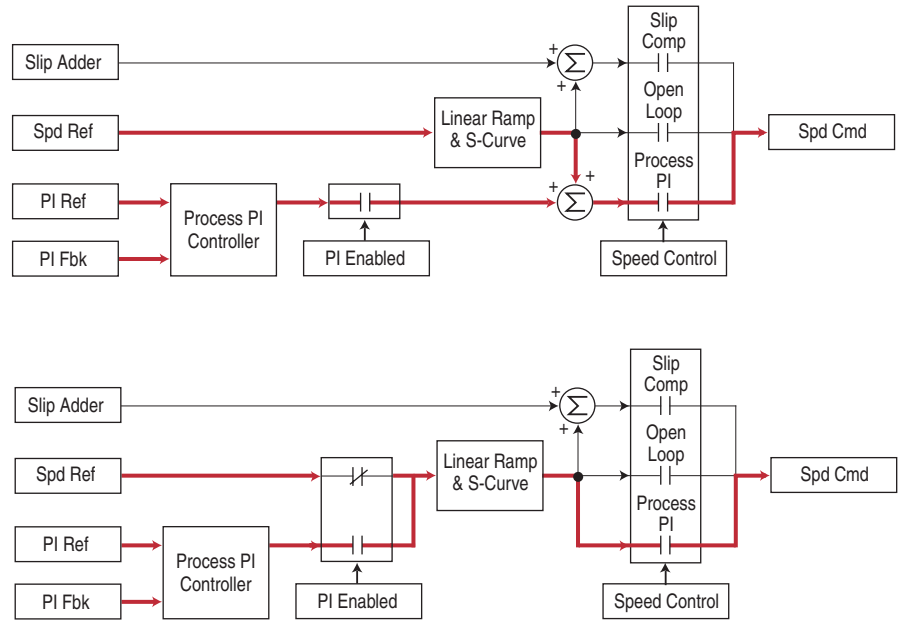 Slip
Comp
Slip Adder
+
Σ
+
Open
Loop
Spd Ref
Linear Ramp
& S-Curve
Spd Cmd
Process
PI
+
+
Σ
PI Ref
Process PI
Controller
PI Fbk
PI Enabled
Speed Control
Slip
Comp
Slip Adder
+
Σ
+
Open
Loop
Spd Ref
Linear Ramp
& S-Curve
Spd Cmd
Process
PI
PI Ref
Process PI
Controller
PI Fbk
PI Enabled
Speed Control